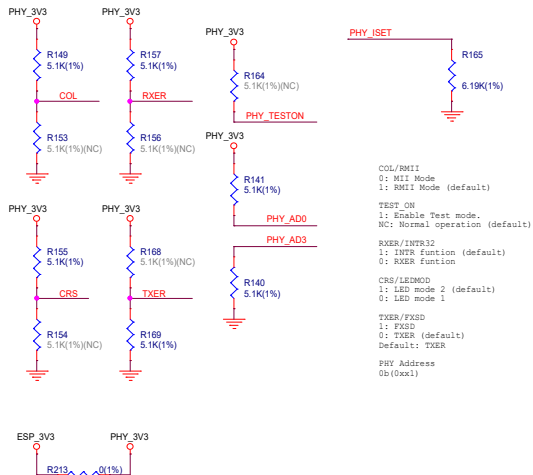 PHY_3V3
R149
5.1K(1%)
COL
R153
5.1K(1%)(NC)
PHY_3V3
R157
5.1K(1%)
RXER
R156
5.1K(1%)(NC)
PHY_3V3
R164
5.1K(1%)(NC)
PHY_TESTON
PHY_ISET
R165
6.19K(1%)
PHY_3V3
R141
5.1K(1%)
PHY_AD0
PHY_AD3
R140
5.1K(1%)
PHY_3V3
R155
5.1K(1%)
CRS
R154
5.1K(1%)(NC)
PHY_3V3
R168
5.1K(1%)(NC)
TXER
R169
5.1K(1%)
COL/RMII
0: MII Mode
1: RMII Mode (default)
TEST_ON
1: Enable Test mode.
NC: Normal operation (default)
RXER/INTR32
1: INTR funtion (default)
0: RXER funtion
CRS/LEDMOD
1: LED mode 2 (default)
0: LED mode 1
TXER/FXSD
1: FXSD
0: TXER (default)
Default: TXER
PHY Address
0b(0xx1)
ESP_3V3
PHY_3V3
R213
0(1%)